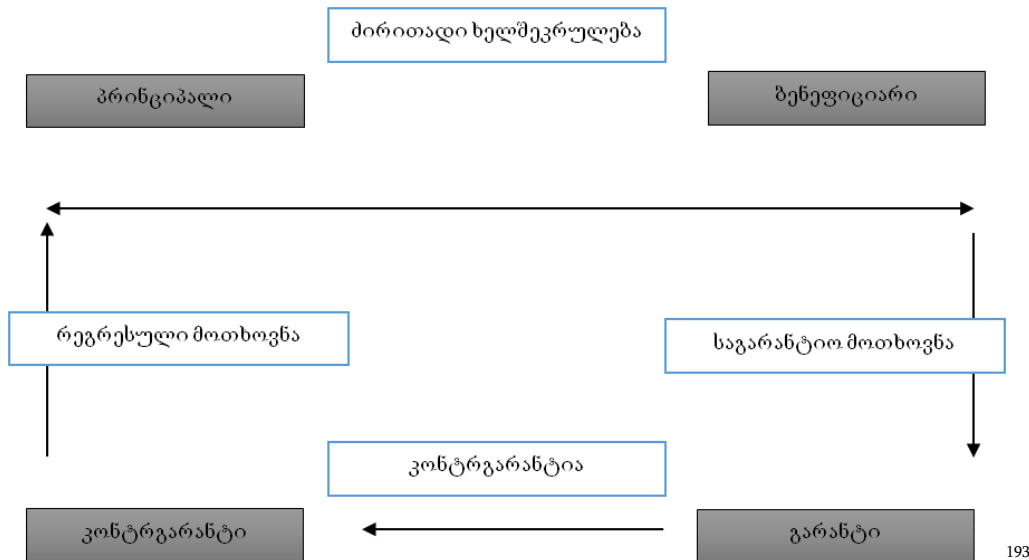 ძირითადი ხელშეკრულება
პრინციპალი
ბენეფიციარი
რეგრესული მოთხოვნა
საგარანტიო მოთხოვნა
კონტრგარანტია
კონტრგარანტი
გარანტი
193